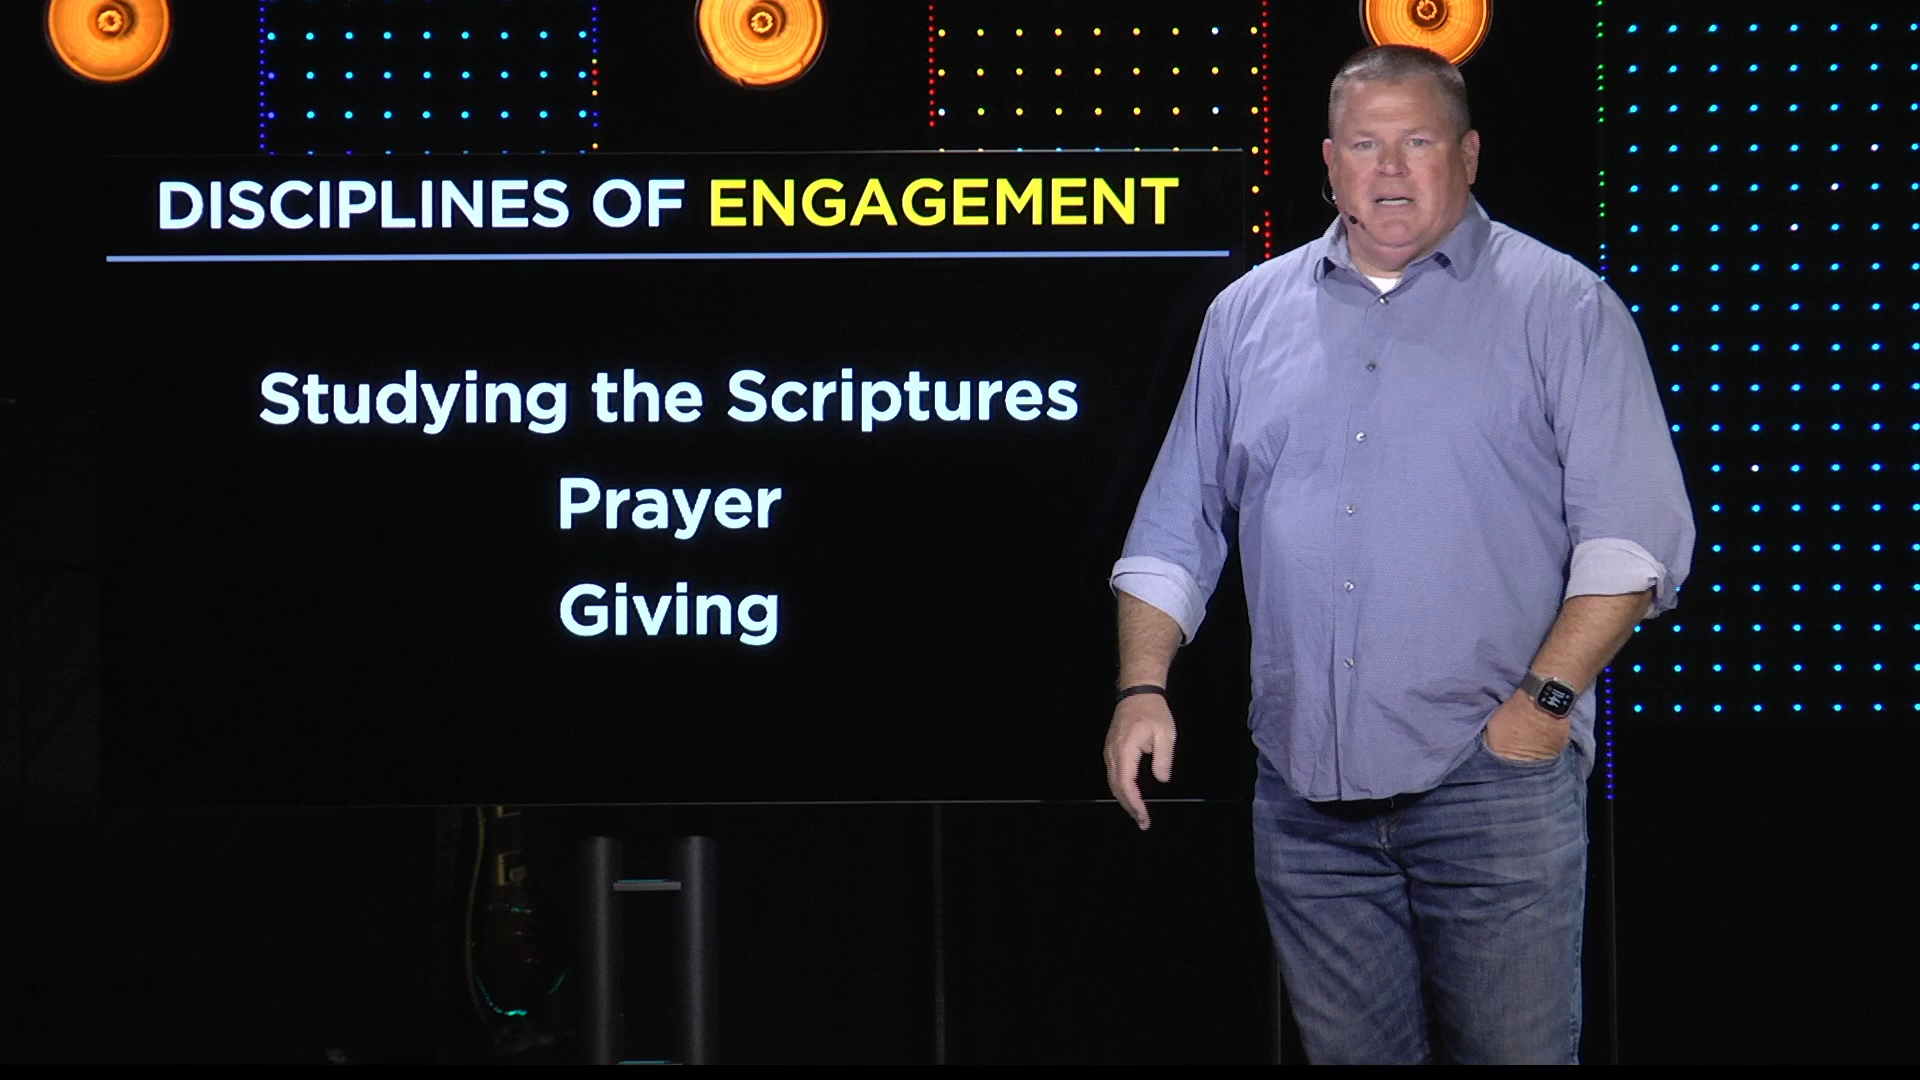 DISCIPLINES OF ENGAGEMENT
Studying the Scriptures
Prayer
Giving